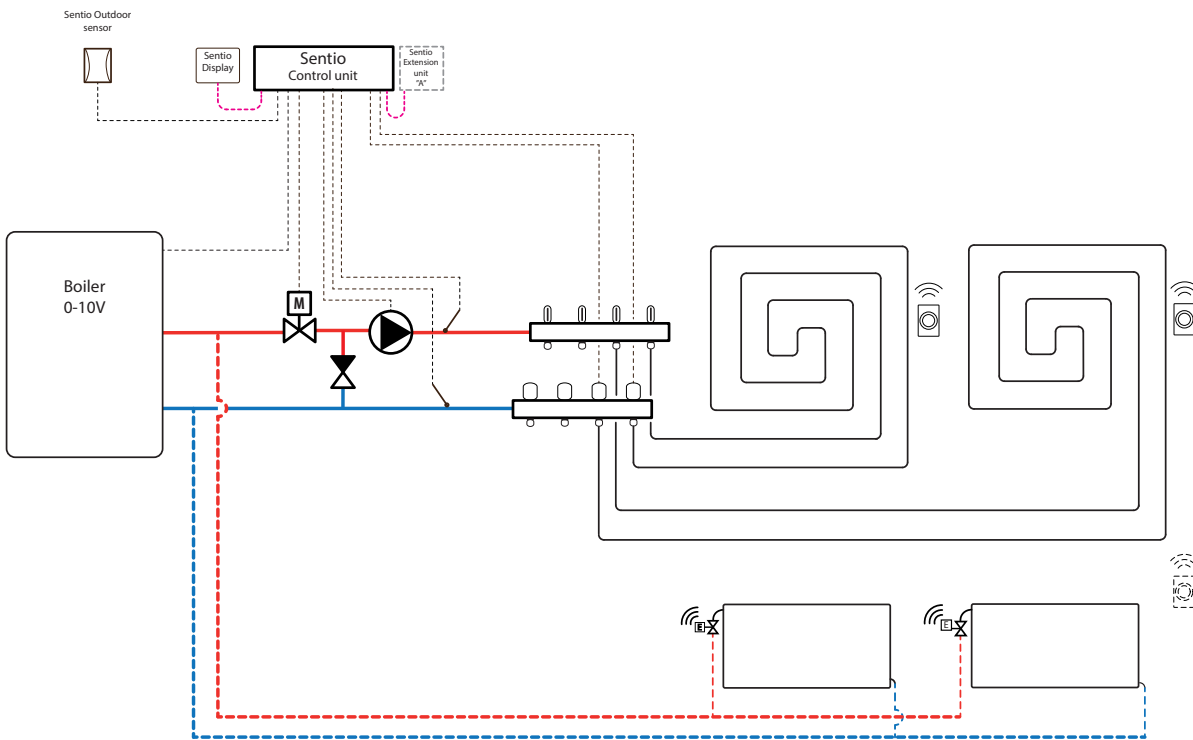 Sentio Outdoor
sensor
Sentio
Display
Sentio
Control unit
Sentio
Extension
unit
"A"
Boiler
0-10V
M
E
E